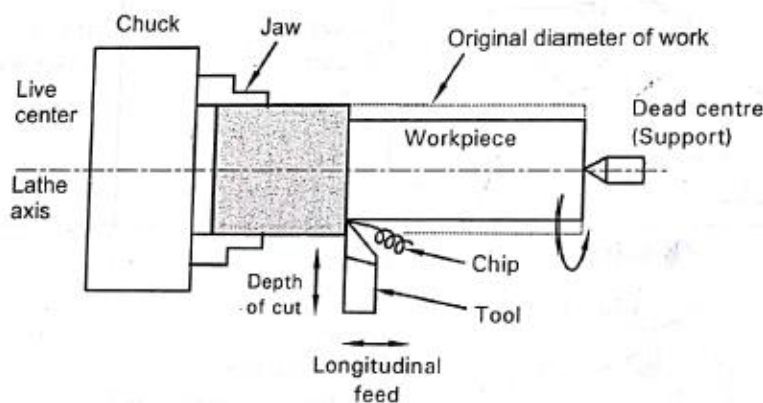 Chuck
Jaw
Original diameter of work
Live
center
Dead centre
(Support)
Workpiece
Lathe
axis
Chip
Depth
of cut
Tool
Longitudinal
feed